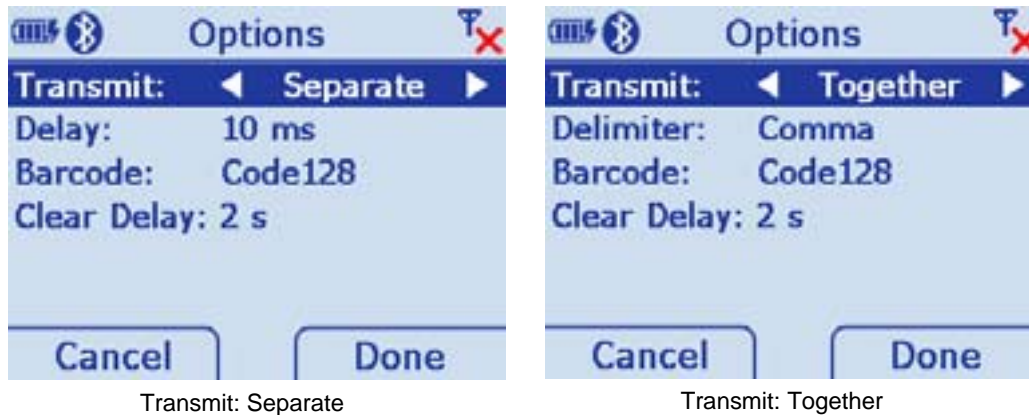 Options
Transmit: Separate
Delay: 10 ms
Barcode: Code128
Clear Delay: 2 s
Cancel Done
Transmit: Separate
Options
Transmit: Together
Delimiter: Comma
Barcode: Code128
Clear Delay: 2 s
Cancel Done
Transmit: Together